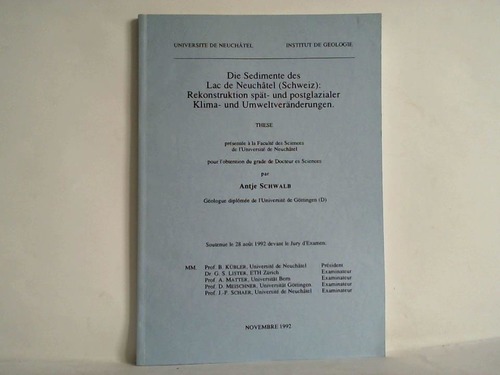 UNIVERSITE DE NEUCHÂTEL INSTITUT DE GEOLOGIE
Die Sedimente des
Lac de Neuchâtel (Schweiz):
Rekonstruktion spät- und postglazialer
Klima- und Umweltveränderungen.
THESE
présentée à la Faculté des Sciences
de l'Université de Neuchâtel
pour l'obtention du grade de Docteur es Sciences
par
Antje SCHWALB
Géologue diplômée de l'Université de Göttingen (D)
Soutenue le 28 août 1992 devant le jury d'Examen:
MM. Prof. B. KÜBLER, Université de Neuchâtel Président
Dr. G. S. LISTER, ETH Zürich Examinateur
Prof. A. MATTER, Universität Bern Examinateur
Prof. D. MEISCHNER, Universität Göttingen Examinateur
Prof. J.-P. SCHAER, Université de Neuchâtel Examinateur
NOVEMBRE 1992